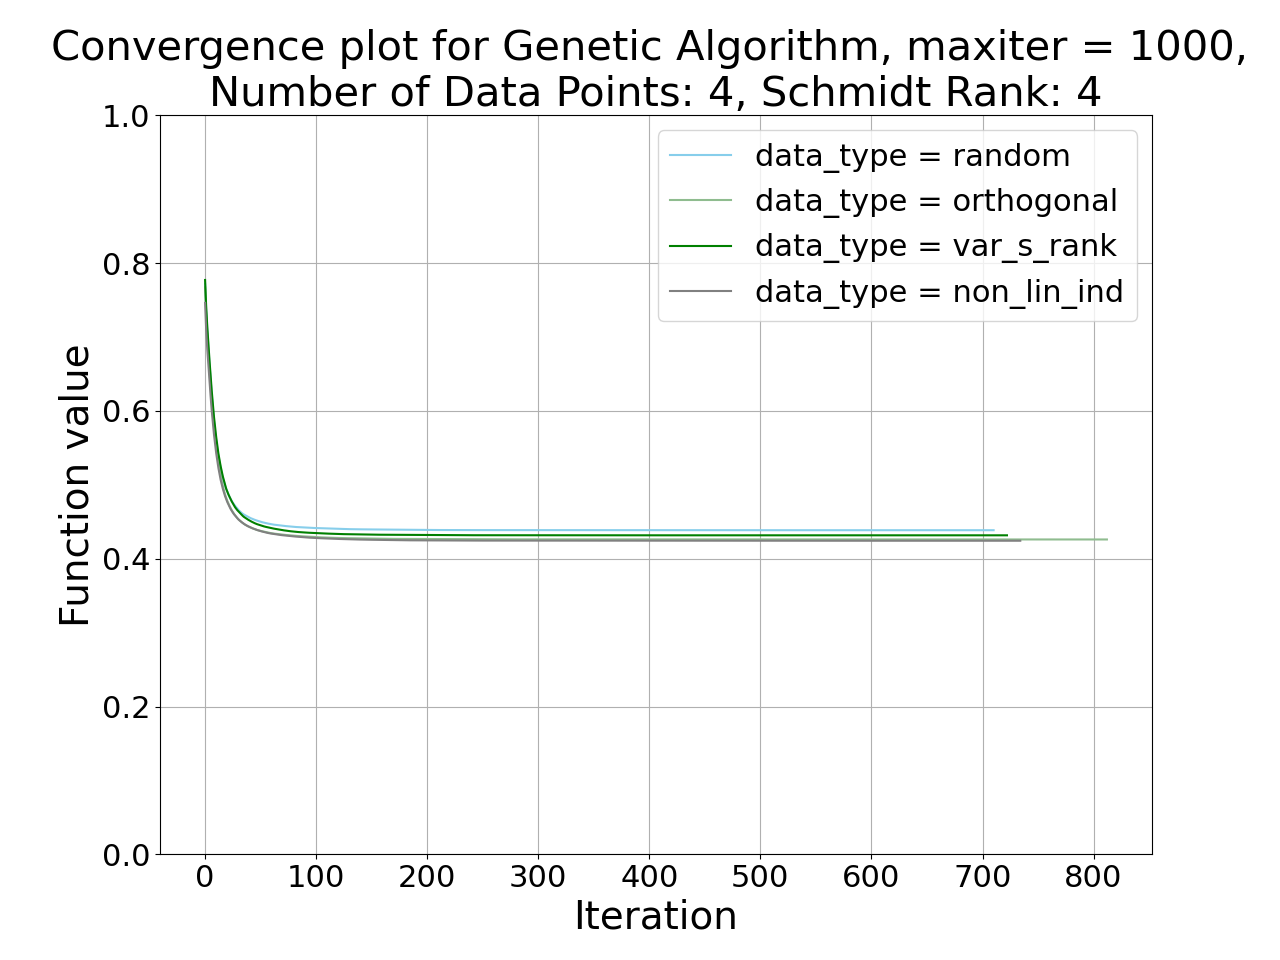 Convergence plot for Genetic Algorithm, maxiter = 1000,
Number of Data Points: 4, Schmidt Rank: 4
1.0
0.8
0.6
0.4
0.2
0.0
Function value
data_type = random
data_type = orthogonal
data_type = var_s_rank
data_type = non_lin_ind
0 100 200 300 400 500 600 700 800
Iteration